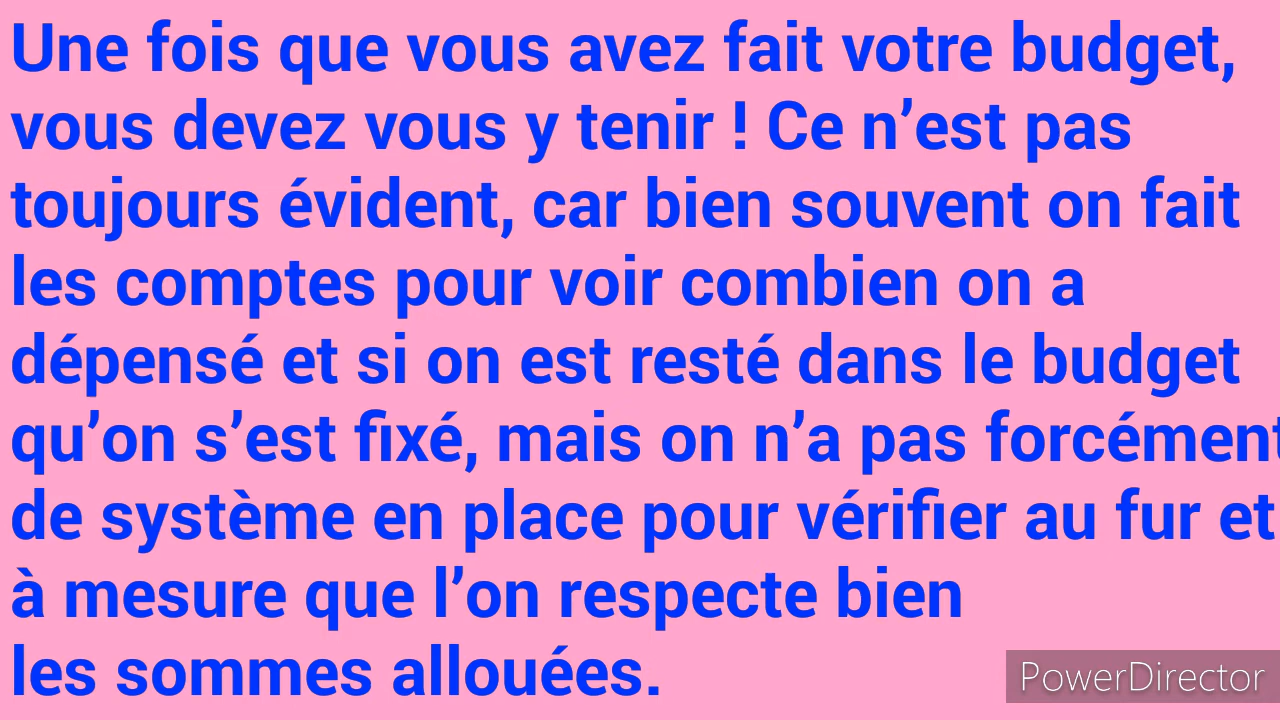 Une fois que vous avez fait votre budget,
vous devez vous y tenir ! Ce n’est pas
toujours évident, car bien souvent on fait
les comptes pour voir combien on a
dépensé et si on est resté dans le budget
qu’on s’est fixé, mais on n’a pas forcément
de système en place pour vérifier au fur et
à mesure que l’on respecte bien
les sommes allouées.
PowerDirector